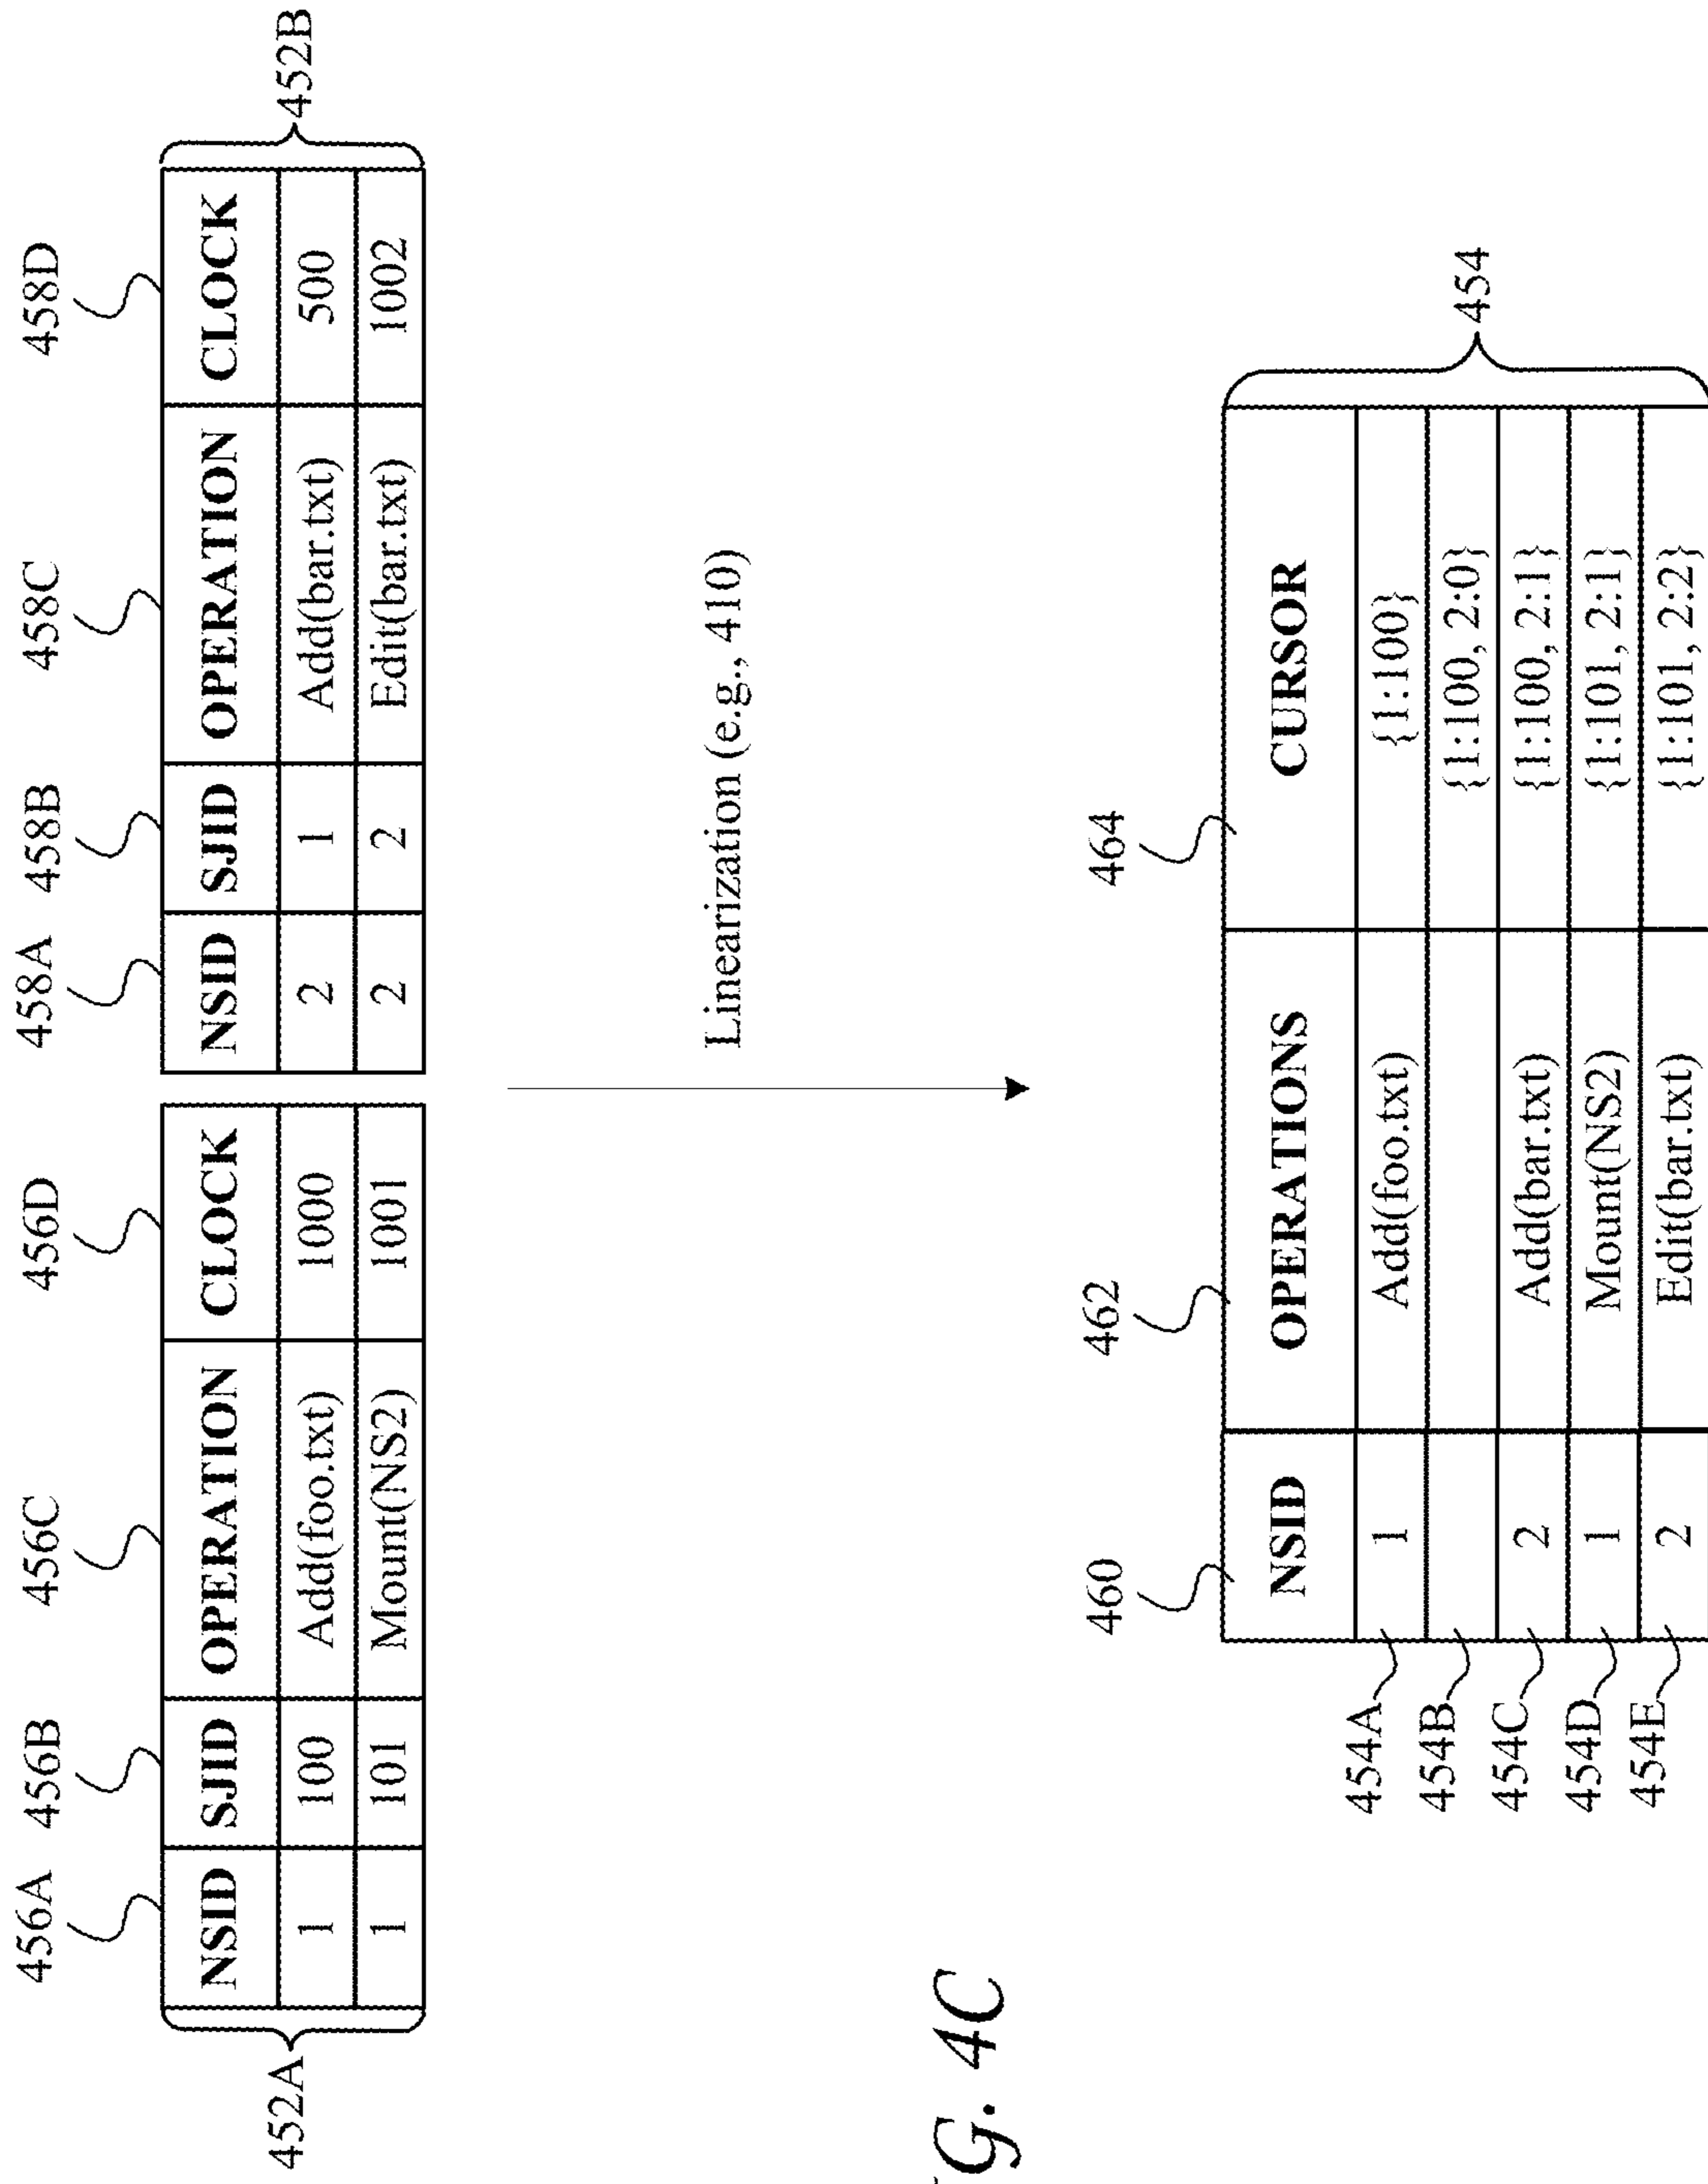 456A 456B 456C 456D 458A 458B 458C 458D
NSID SJID OPERATION CLOCK NSID SJID OPERATION CLOCK
1 100 Add(foo.txt) 1000 2 1 Add(bar.txt) 500
1 101 Mount(NS2) 1001 2 2 Edit(bar.txt) 1002
452A 452B
Linearization (e.g., 410)
460 462 464
NSID OPERATIONS CURSOR
454A 1 Add(foo.txt) {1:100}
454B {1:100, 2:0}
454C 2 Add(bar.txt) {1:100, 2:1}
454D 1 Mount(NS2) {1:101, 2:1}
454E 2 Edit(bar.txt) {1:101, 2:2}
454
G. 4C